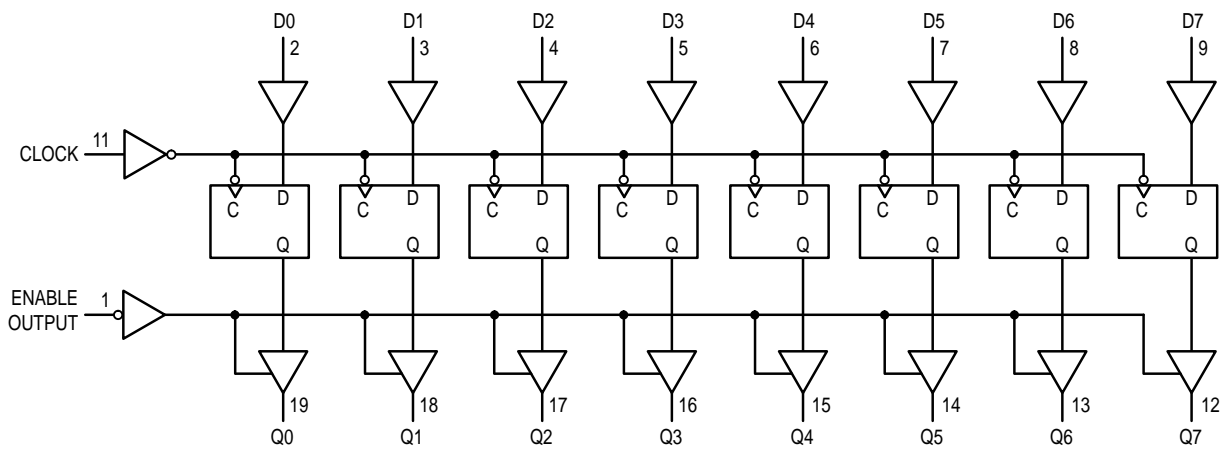 D0 D1 D2 D3 D4 D5 D6 D7
2 3 4 5 6 7 8 9
CLOCK 11
C D C D C D C D C D C D C D C D
Q Q Q Q Q Q Q Q
ENABLE
OUTPUT 1
19 18 17 16 15 14 13 12
Q0 Q1 Q2 Q3 Q4 Q5 Q6 Q7